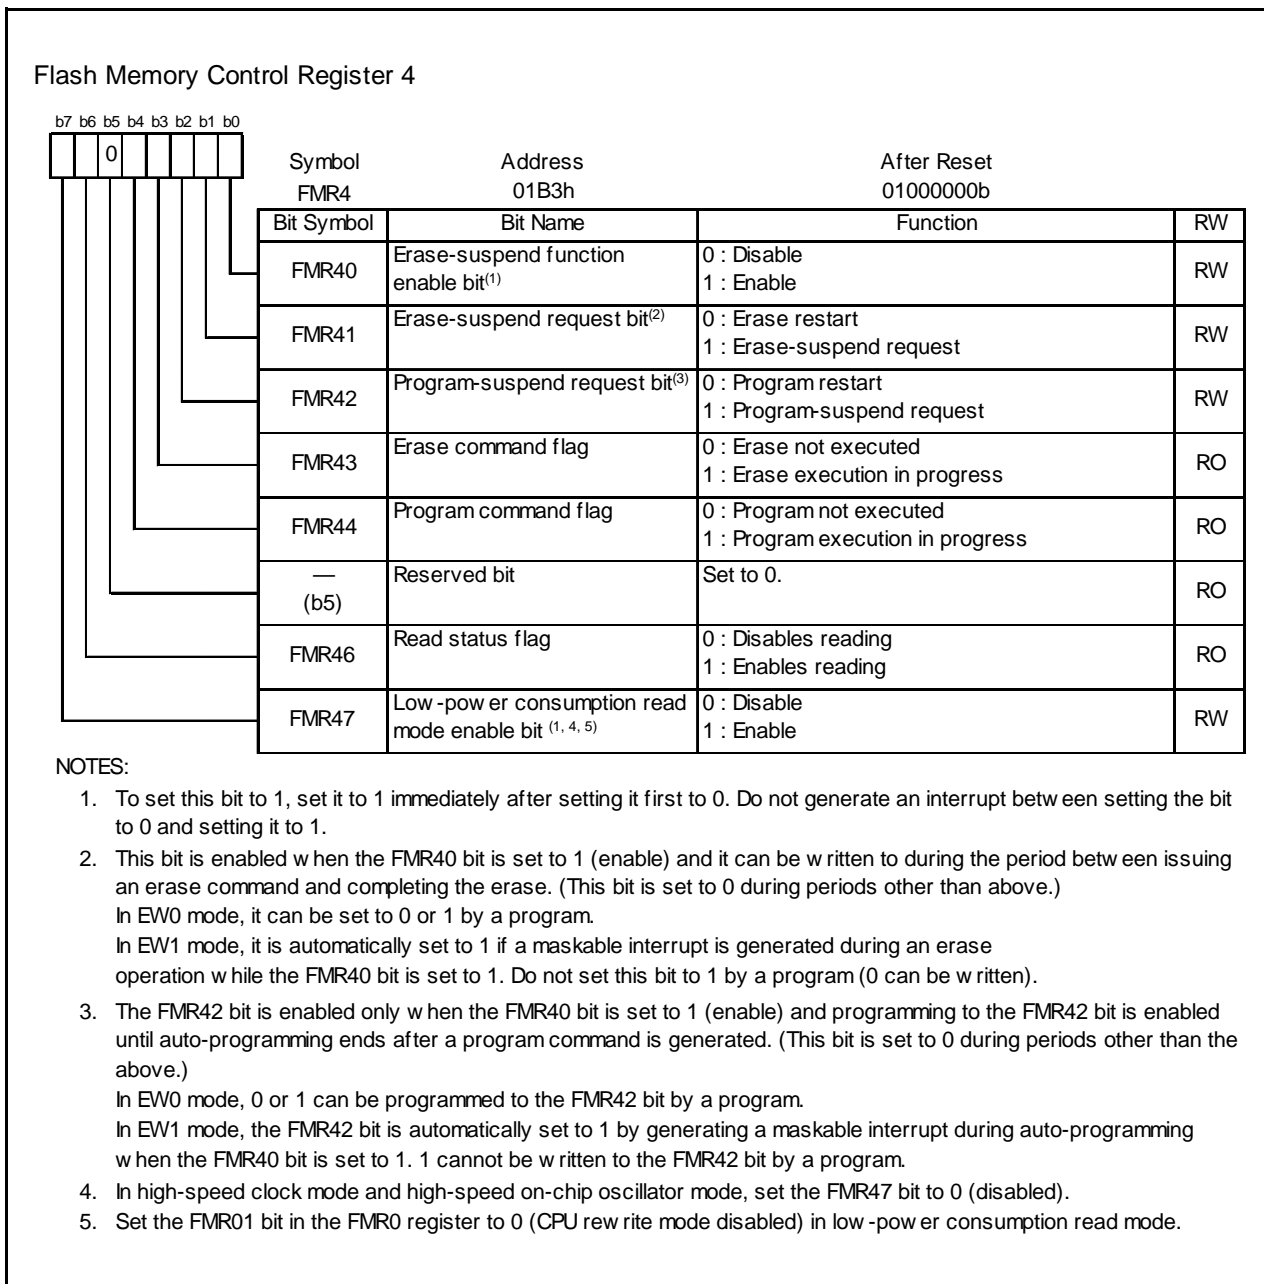 Flash Memory Control Register 4
b7 b6 b5 b4 b3 b2 b1 b0
0
Symbol Address After Reset
FMR4 01B3h 01000000b
Bit Symbol Bit Name Function RW
FMR40 Erase-suspend function enable bit(1) 0 : Disable RW
1 : Enable
FMR41 Erase-suspend request bit(2) 0 : Erase restart RW
1 : Erase-suspend request
FMR42 Program-suspend request bit(3) 0 : Program restart RW
1 : Program-suspend request
FMR43 Erase command flag 0 : Erase not executed RO
1 : Erase execution in progress
FMR44 Program command flag 0 : Program not executed RO
1 : Program execution in progress
— (b5) Reserved bit Set to 0. RO
FMR46 Read status flag 0 : Disables reading RO
1 : Enables reading
FMR47 Low-power consumption read mode enable bit (1, 4, 5) 0 : Disable RW
1 : Enable
NOTES:
1. To set this bit to 1, set it to 1 immediately after setting it first to 0. Do not generate an interrupt between setting the bit
to 0 and setting it to 1.
2. This bit is enabled when the FMR40 bit is set to 1 (enable) and it can be written to during the period between issuing
an erase command and completing the erase. (This bit is set to 0 during periods other than above.)
In EW0 mode, it can be set to 0 or 1 by a program.
In EW1 mode, it is automatically set to 1 if a maskable interrupt is generated during an erase
operation while the FMR40 bit is set to 1. Do not set this bit to 1 by a program (0 can be written).
3. The FMR42 bit is enabled only when the FMR40 bit is set to 1 (enable) and programming to the FMR42 bit is enabled
until auto-programming ends after a program command is generated. (This bit is set to 0 during periods other than the
above.)
In EW0 mode, 0 or 1 can be programmed to the FMR42 bit by a program.
In EW1 mode, the FMR42 bit is automatically set to 1 by generating a maskable interrupt during auto-programming
when the FMR40 bit is set to 1. 1 cannot be written to the FMR42 bit by a program.
4. In high-speed clock mode and high-speed on-chip oscillator mode, set the FMR47 bit to 0 (disabled).
5. Set the FMR01 bit in the FMR0 register to 0 (CPU rewrite mode disabled) in low-power consumption read mode.